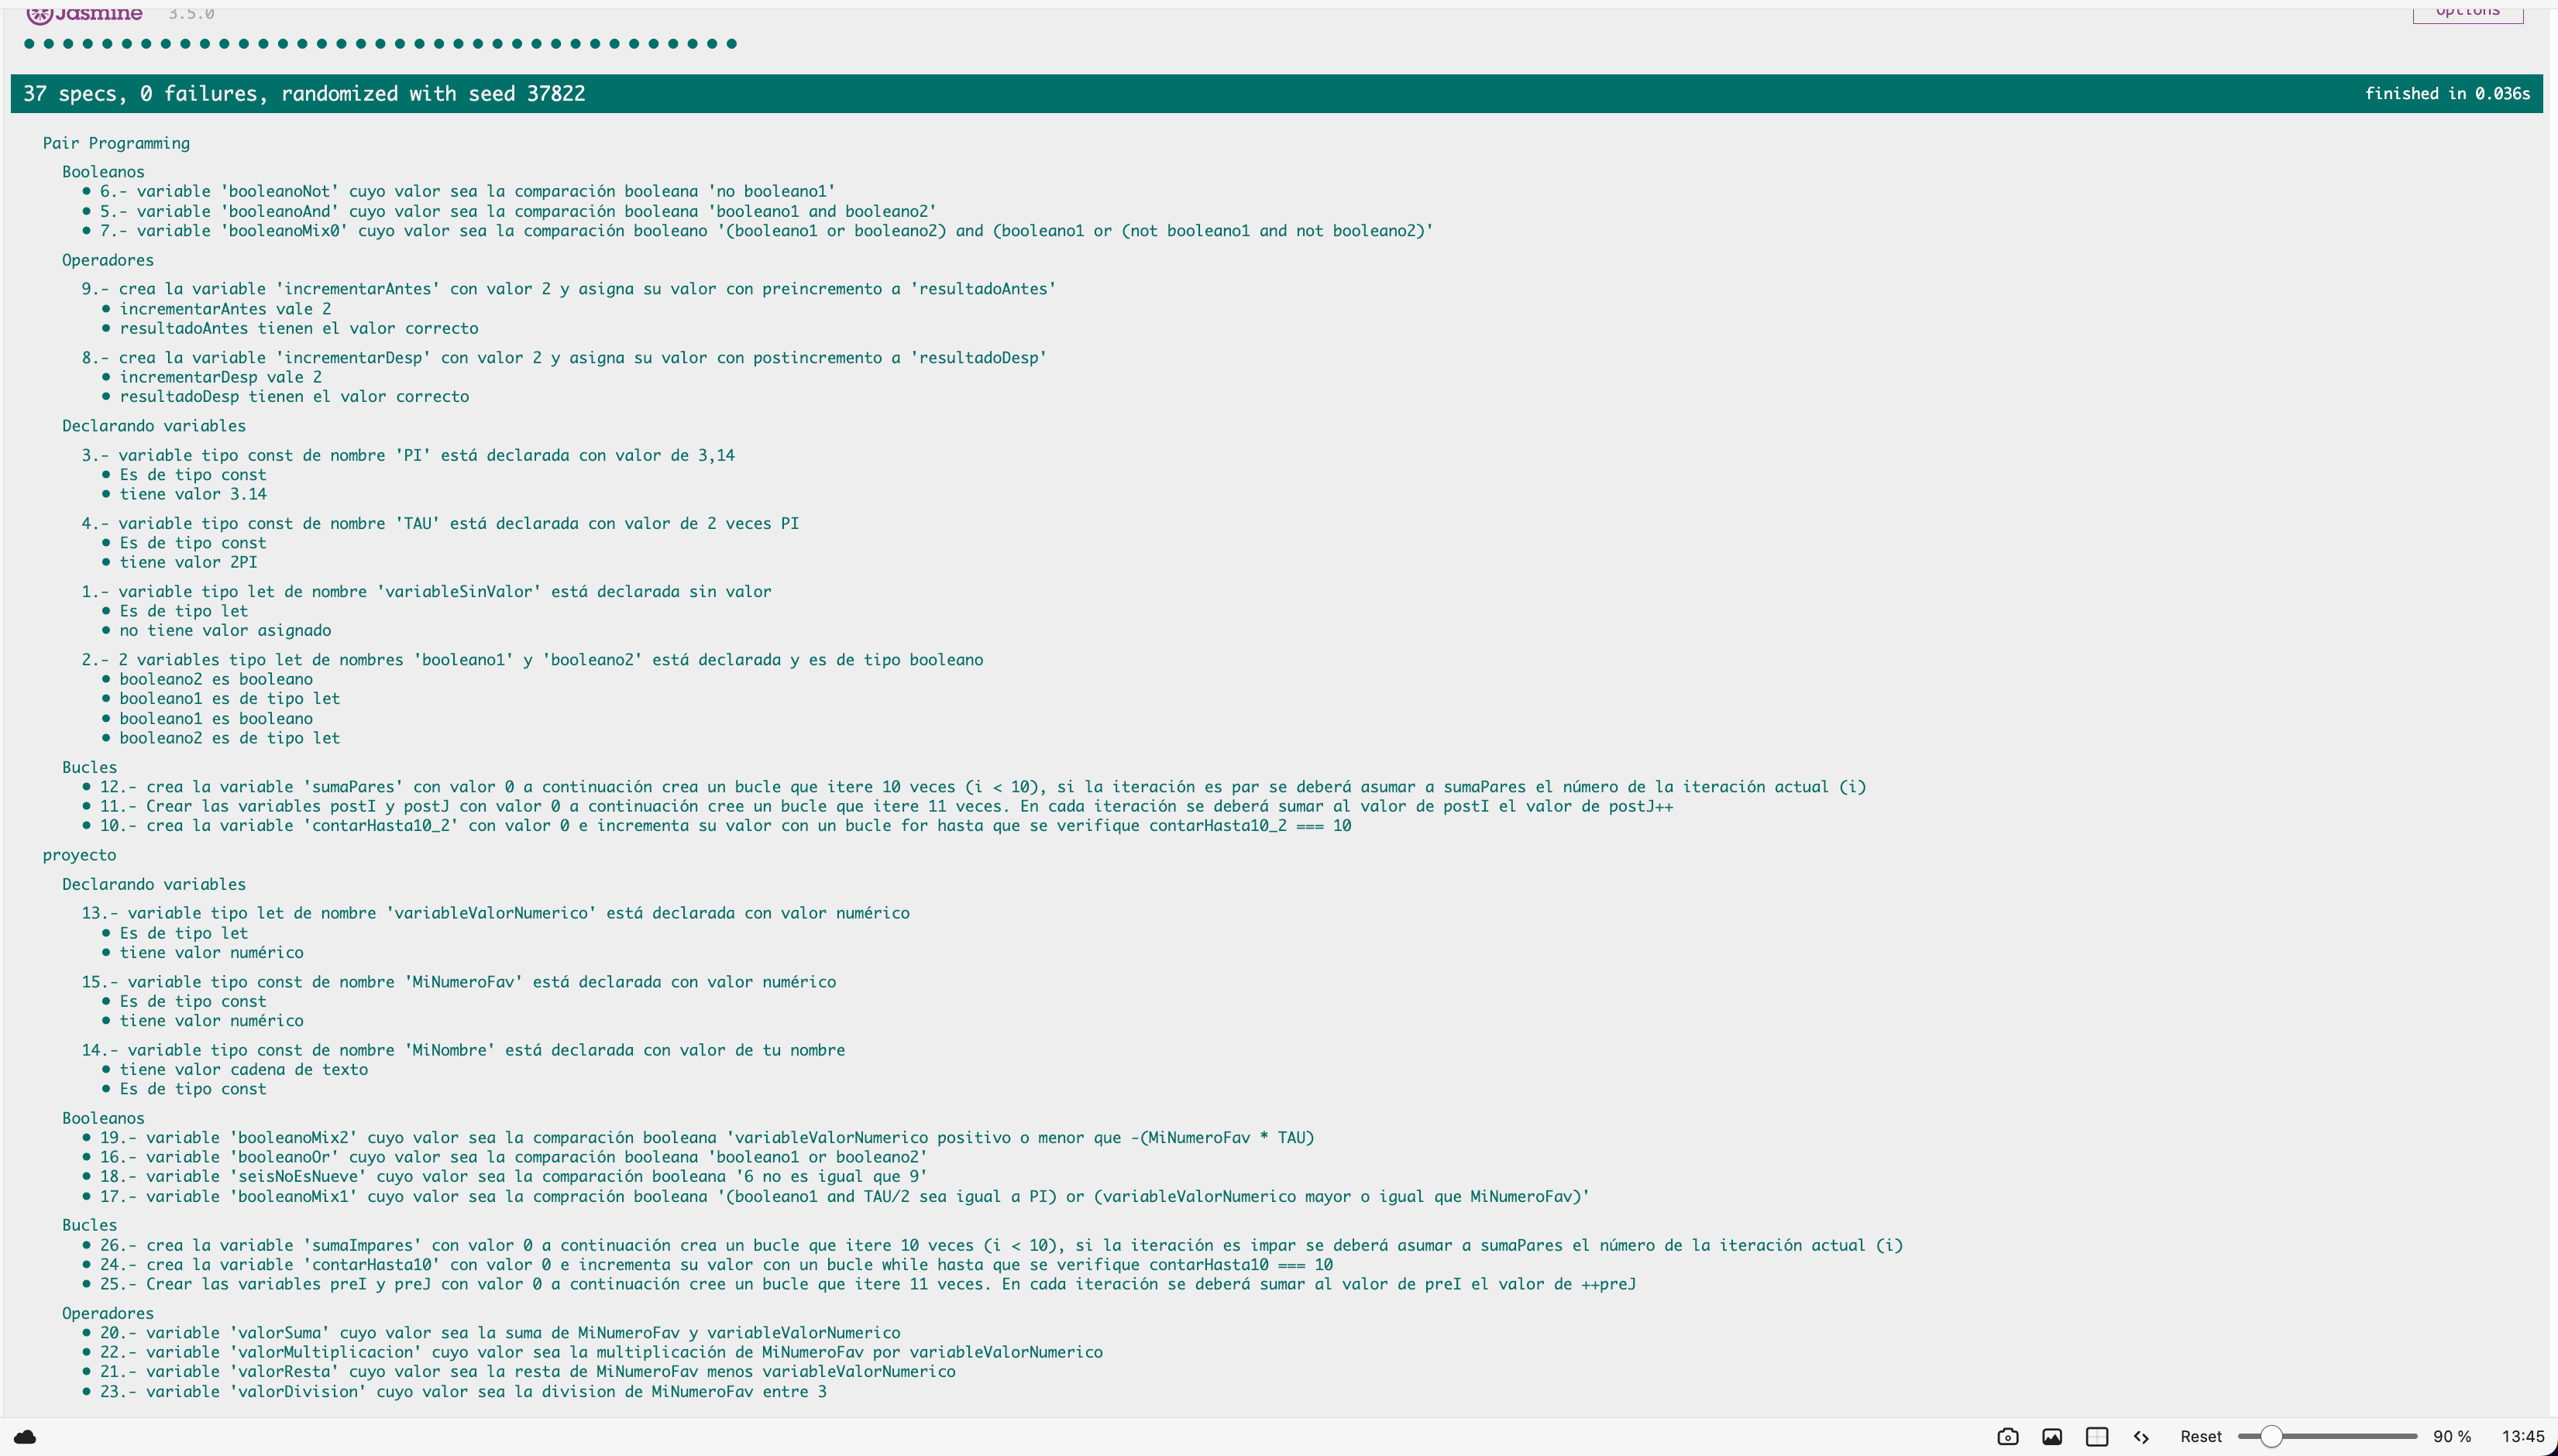 Jasmine 3.5.0
Options
37 specs, 0 failures, randomized with seed 37822
finished in 0.036s
Pair Programming
Booleanos
• 6.- variable 'booleanoNot' cuyo valor sea la comparación booleana 'no booleano1'
• 5.- variable 'booleanoAnd' cuyo valor sea la comparación booleana 'booleano1 and booleano2'
• 7.- variable 'booleanoMix0' cuyo valor sea la comparación booleano '(booleano1 or booleano2) and (booleano1 or (not booleano1 and not booleano2)'
Operadores
9.- crea la variable 'incrementarAntes' con valor 2 y asigna su valor con preincremento a 'resultadoAntes'
• incrementarAntes vale 2
• resultadoAntes tienen el valor correcto
8.- crea la variable 'incrementarDesp' con valor 2 y asigna su valor con postincremento a 'resultadoDesp'
• incrementarDesp vale 2
• resultadoDesp tienen el valor correcto
Declarando variables
3.- variable tipo const de nombre 'PI' está declarada con valor de 3,14
• Es de tipo const
• tiene valor 3.14
4.- variable tipo const de nombre 'TAU' está declarada con valor de 2 veces PI
• Es de tipo const
• tiene valor 2PI
1.- variable tipo let de nombre 'variableSinValor' está declarada sin valor
• Es de tipo let
• no tiene valor asignado
2.- 2 variables tipo let de nombres 'booleano1' y 'booleano2' está declarada y es de tipo booleano
• booleano2 es booleano
• booleano1 es de tipo let
• booleano1 es booleano
• booleano2 es de tipo let
Bucles
• 12.- crea la variable 'sumaPares' con valor 0 a continuación crea un bucle que itere 10 veces (i < 10), si la iteración es par se deberá asumar a sumaPares el número de la iteración actual (i)
• 11.- Crear las variables postI y postJ con valor 0 a continuación cree un bucle que itere 11 veces. En cada iteración se deberá sumar al valor de postI el valor de postJ++
• 10.- crea la variable 'contarHasta10_2' con valor 0 e incrementa su valor con un bucle for hasta que se verifique contarHasta10_2 === 10
proyecto
Declarando variables
13.- variable tipo let de nombre 'variableValorNumerico' está declarada con valor numérico
• Es de tipo let
• tiene valor numérico
15.- variable tipo const de nombre 'MiNumeroFav' está declarada con valor numérico
• Es de tipo const
• tiene valor numérico
14.- variable tipo const de nombre 'MiNombre' está declarada con valor de tu nombre
• tiene valor cadena de texto
• Es de tipo const
Booleanos
• 19.- variable 'booleanoMix2' cuyo valor sea la comparación booleana 'variableValorNumerico positivo o menor que -(MiNumeroFav * TAU)
• 16.- variable 'booleanoOr' cuyo valor sea la comparación booleana 'booleano1 or booleano2'
• 18.- variable 'seisNoEsNueve' cuyo valor sea la comparación booleana '6 no es igual que 9'
• 17.- variable 'booleanoMix1' cuyo valor sea la compración booleana '(booleano1 and TAU/2 sea igual a PI) or (variableValorNumerico mayor o igual que MiNumeroFav)'
Bucles
• 26.- crea la variable 'sumaImpares' con valor 0 a continuación crea un bucle que itere 10 veces (i < 10), si la iteración es impar se deberá asumar a sumaPares el número de la iteración actual (i)
• 24.- crea la variable 'contarHasta10' con valor 0 e incrementa su valor con un bucle while hasta que se verifique contarHasta10 === 10
• 25.- Crear las variables preI y preJ con valor 0 a continuación cree un bucle que itere 11 veces. En cada iteración se deberá sumar al valor de preI el valor de ++preJ
Operadores
• 20.- variable 'valorSuma' cuyo valor sea la suma de MiNumeroFav y variableValorNumerico
• 22.- variable 'valorMultiplicacion' cuyo valor sea la multiplicación de MiNumeroFav por variableValorNumerico
• 21.- variable 'valorResta' cuyo valor sea la resta de MiNumeroFav menos variableValorNumerico
• 23.- variable 'valorDivision' cuyo valor sea la division de MiNumeroFav entre 3
Reset 90 % 13:45